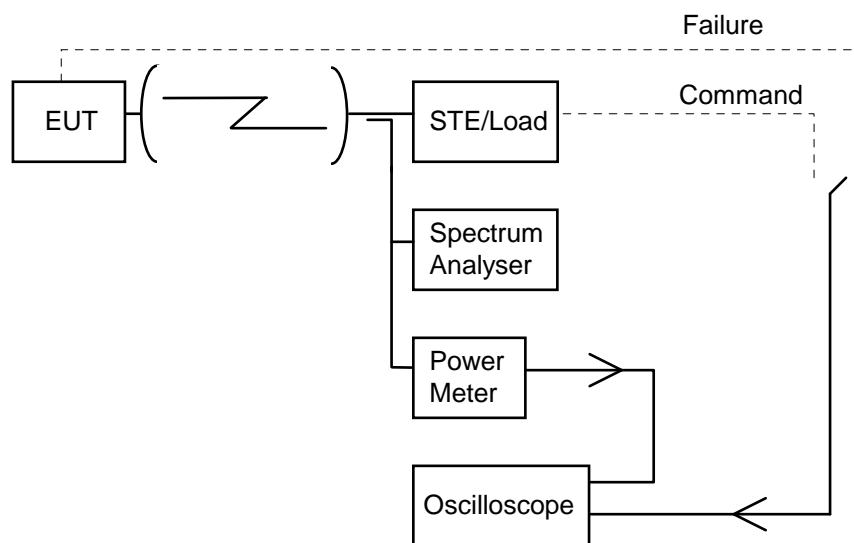 Failure
EUT
STE/Load
Command
Spectrum
Analyser
Power
Meter
Oscilloscope